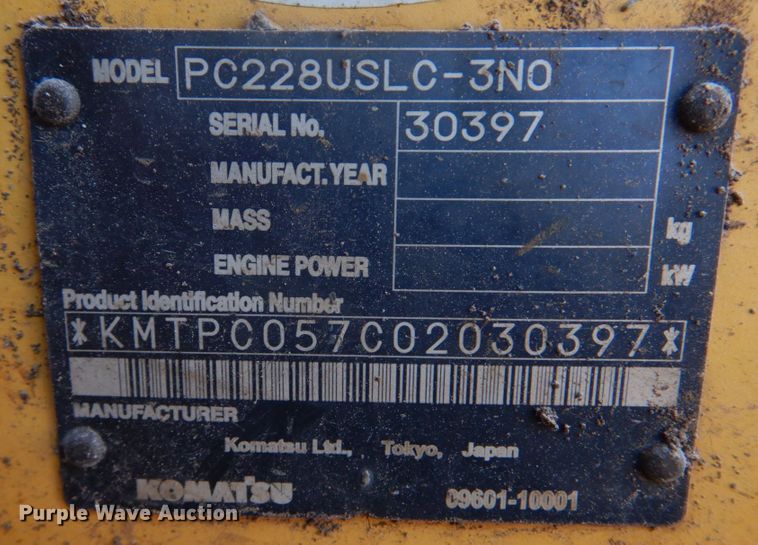 MODEL PC228USLC-3N0
SERIAL No. 30397
MANUFACT. YEAR
MASS kg
ENGINE POWER kW
Product Identification Number
*KMTPC057C02030397*
MANUFACTURER
Komatsu Ltd., Tokyo, Japan
KOMATSU 09601-10001
Purple Wave Auction